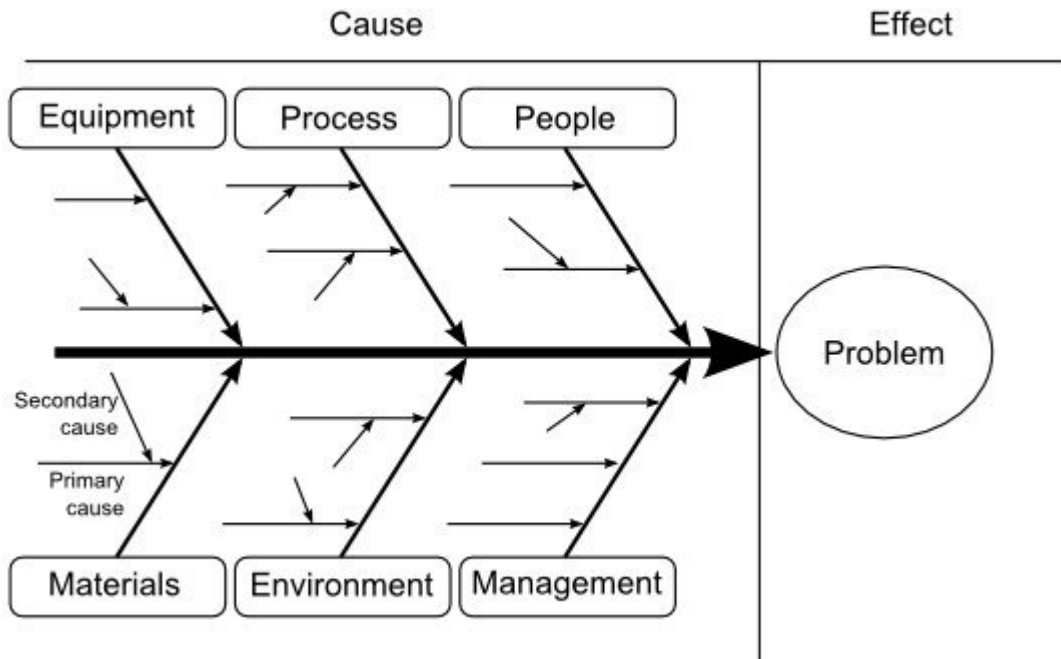 Cause
Effect
Equipment
Process
People
Problem
Secondary
cause
Primary
cause
Materials
Environment
Management